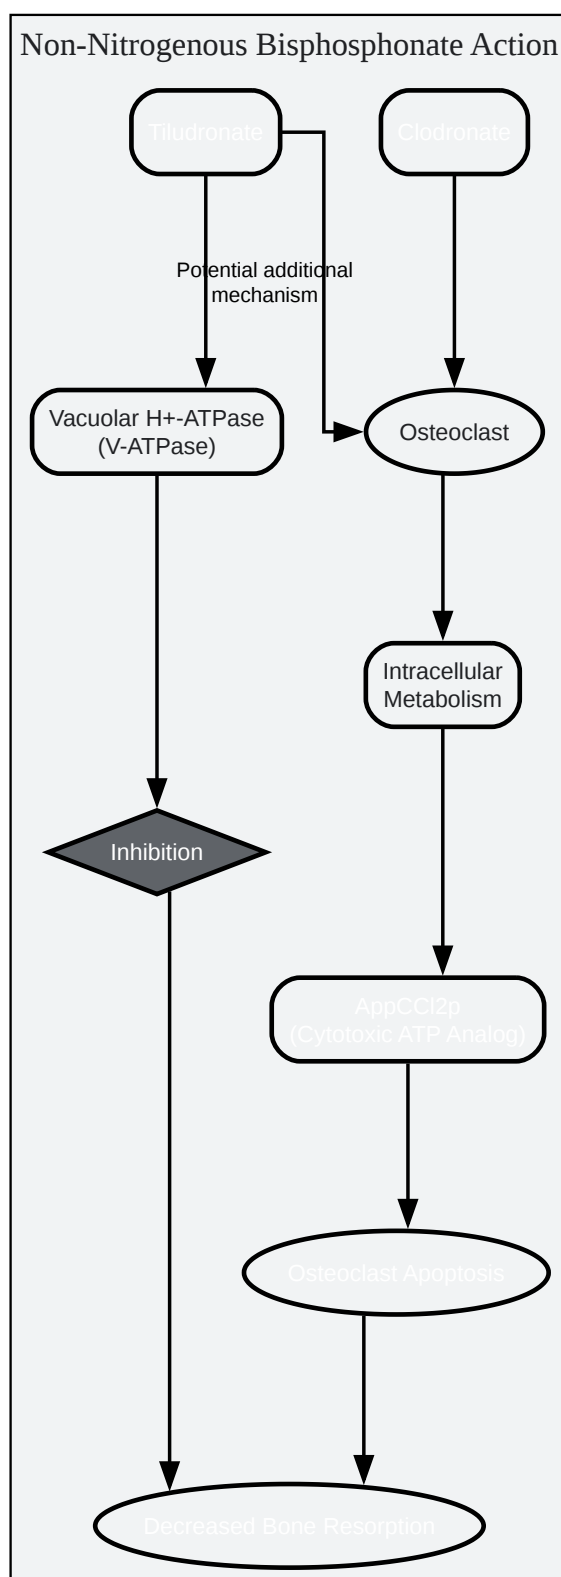 Non-Nitrogenous Bisphosphonate Action
Tiludronate
Clodronate
Potential additional
mechanism
Vacuolar H+-ATPase
(V-ATPase)
Osteoclast
Intracellular
Metabolism
Inhibition
AppCCl2p
(Cytotoxic ATP Analog)
Osteoclast Apoptosis
Decreased Bone Resorption